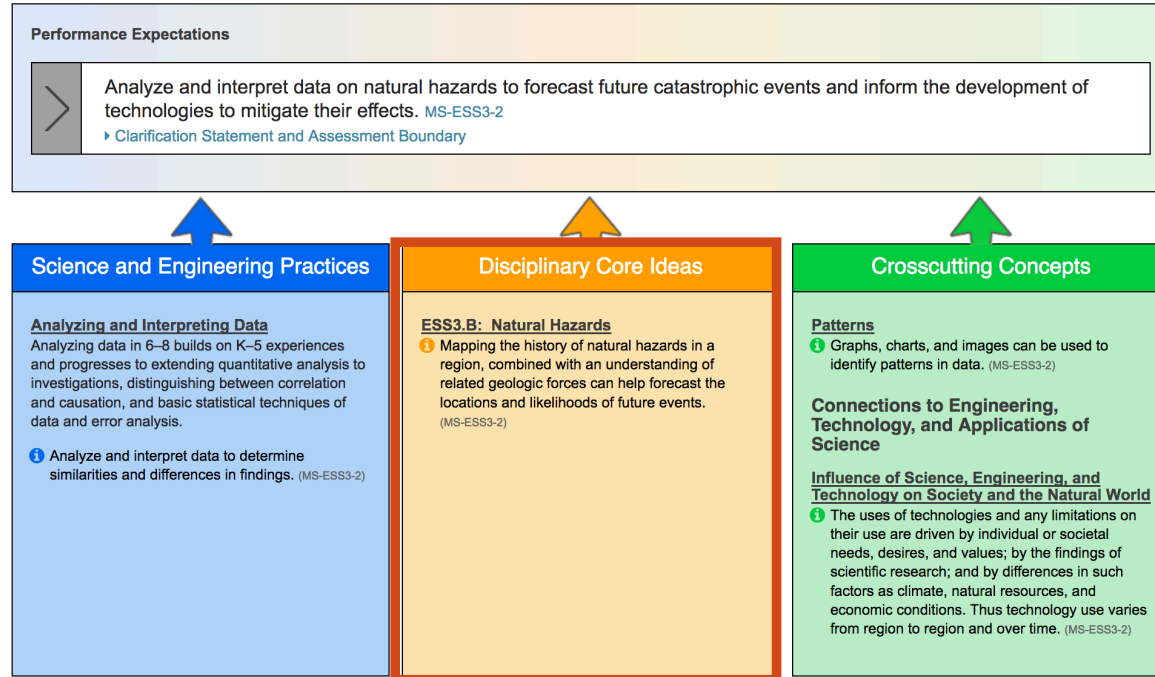 Performance Expectations
Analyze and interpret data on natural hazards to forecast future catastrophic events and inform the development of
technologies to mitigate their effects. MS-ESS3-2
Clarification Statement and Assessment Boundary
Science and Engineering Practices
Analyzing and Interpreting Data
Analyzing data in 6–8 builds on K–5 experiences
and progresses to extending quantitative analysis to
investigations, distinguishing between correlation
and causation, and basic statistical techniques of
data and error analysis.
Analyze and interpret data to determine
similarities and differences in findings. (MS-ESS3-2)
Disciplinary Core Ideas
ESS3.B: Natural Hazards
Mapping the history of natural hazards in a
region, combined with an understanding of
related geologic forces can help forecast the
locations and likelihoods of future events.
(MS-ESS3-2)
Crosscutting Concepts
Patterns
Graphs, charts, and images can be used to
identify patterns in data. (MS-ESS3-2)
Connections to Engineering,
Technology, and Applications of
Science
Influence of Science, Engineering, and
Technology on Society and the Natural World
The uses of technologies and any limitations on
their use are driven by individual or societal
needs, desires, and values; by the findings of
scientific research; and by differences in such
factors as climate, natural resources, and
economic conditions. Thus technology use varies
from region to region and over time. (MS-ESS3-2)